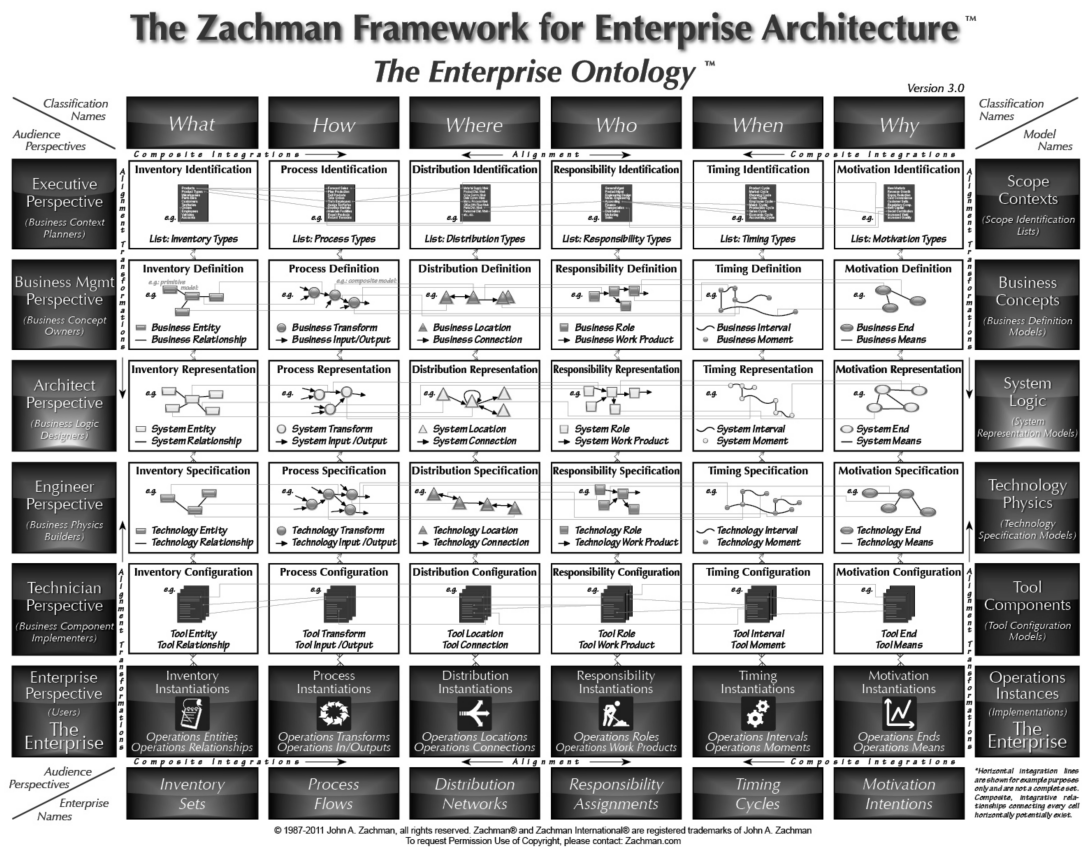 The Zachman Framework for Enterprise Architecture ™
The Enterprise Ontology ™
Version 3.0
Classification
Names
Audience
Perspectives
What
How
Where
Who
When
Why
Classification
Names
Model
Names
Composite Integrations
Alignment
Composite Integrations
Alignment Transformations
Alignment Transformations
Executive
Perspective
(Business Context
Planners)
Inventory Identification
e.g.
List: Inventory Types
Process Identification
e.g.
List: Process Types
Distribution Identification
e.g.
List: Distribution Types
Responsibility Identification
e.g.
List: Responsibility Types
Timing Identification
e.g.
List: Timing Types
Motivation Identification
e.g.
List: Motivation Types
Scope
Contexts
(Scope Identification
Lists)
Business Mgmt
Perspective
(Business Concept
Owners)
Inventory Definition
e.g.: primitive
model:
e.g.
Business Entity
Business Relationship
Process Definition
e.g.: composite model:
e.g.
Business Transform
Business Input/Output
Distribution Definition
e.g.
Business Location
Business Connection
Responsibility Definition
e.g.
Business Role
Business Work Product
Timing Definition
e.g.
Business Interval
Business Moment
Motivation Definition
e.g.
Business End
Business Means
Business
Concepts
(Business Definition
Models)
Architect
Perspective
(Business Logic
Designers)
Inventory Representation
e.g.
System Entity
System Relationship
Process Representation
e.g.
System Transform
System Input /Output
Distribution Representation
e.g.
System Location
System Connection
Responsibility Representation
e.g.
System Role
System Work Product
Timing Representation
e.g.
System Interval
System Moment
Motivation Representation
e.g.
System End
System Means
System
Logic
(System
Representation Models)
Engineer
Perspective
(Business Physics
Builders)
Inventory Specification
e.g.
Technology Entity
Technology Relationship
Process Specification
e.g.
Technology Transform
Technology Input /Output
Distribution Specification
e.g.
Technology Location
Technology Connection
Responsibility Specification
e.g.
Technology Role
Technology Work Product
Timing Specification
e.g.
Technology Interval
Technology Moment
Motivation Specification
e.g.
Technology End
Technology Means
Technology
Physics
(Technology
Specification Models)
Technician
Perspective
(Business Component
Implementers)
Inventory Configuration
e.g.
Tool Entity
Tool Relationship
Process Configuration
e.g.
Tool Transform
Tool Input /Output
Distribution Configuration
e.g.
Tool Location
Tool Connection
Responsibility Configuration
e.g.
Tool Role
Tool Work Product
Timing Configuration
e.g.
Tool Interval
Tool Moment
Motivation Configuration
e.g.
Tool End
Tool Means
Tool
Components
(Tool Configuration
Models)
Alignment Transformations
Alignment Transformations
Enterprise
Perspective
(Users)
The
Enterprise
Inventory
Instantiations
Operations Entities
Operations Relationships
Process
Instantiations
Operations Transforms
Operations In/Outputs
Distribution
Instantiations
Operations Locations
Operations Connections
Responsibility
Instantiations
Operations Roles
Operations Work Products
Timing
Instantiations
Operations Intervals
Operations Moments
Motivation
Instantiations
Operations Ends
Operations Means
Operations
Instances
(Implementations)
The
Enterprise
Composite Integrations
Alignment
Composite Integrations
Audience
Perspectives
Enterprise
Names
Inventory
Sets
Process
Flows
Distribution
Networks
Responsibility
Assignments
Timing
Cycles
Motivation
Intentions
*Horizontal integration lines
are shown for example purposes
only and are not a complete set.
Composite, integrative rela-
tionships connecting every cell
horizontally potentially exist.
© 1987-2011 John A. Zachman, all rights reserved. Zachman® and Zachman International® are registered trademarks of John A. Zachman
To request Permission Use of Copyright, please contact: Zachman.com